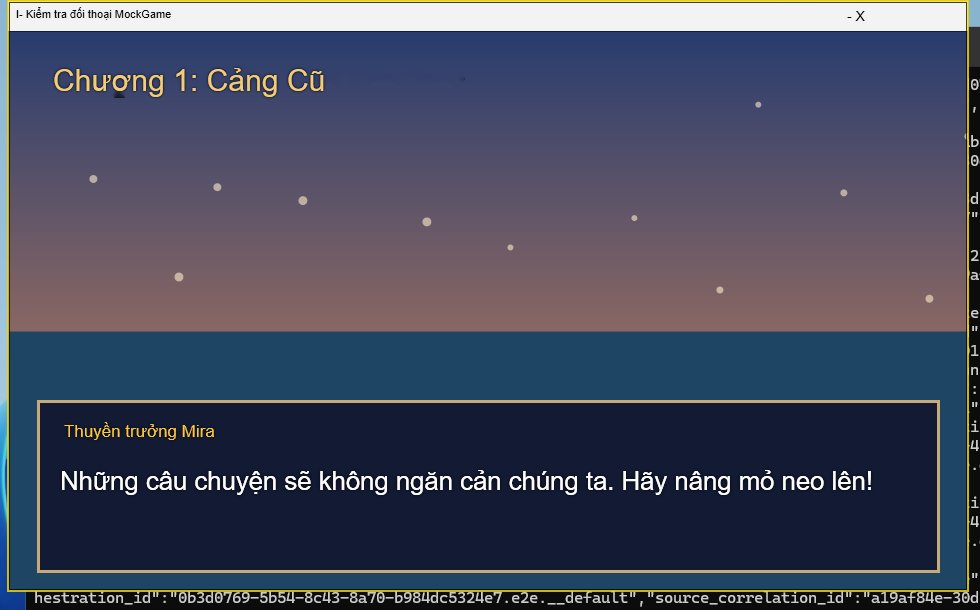 I- Kiểm tra đối thoại MockGame
- X
Chương 1: Cảng Cũ
Thuyền trưởng Mira
Những câu chuyện sẽ không ngăn cản chúng ta. Hãy nâng mỏ neo lên!
hestration_id":"0b3d0769-5b54-8c43-8a70-b984dc5324e7.e2e.__default","source_correlation_id":"a19af84e-30